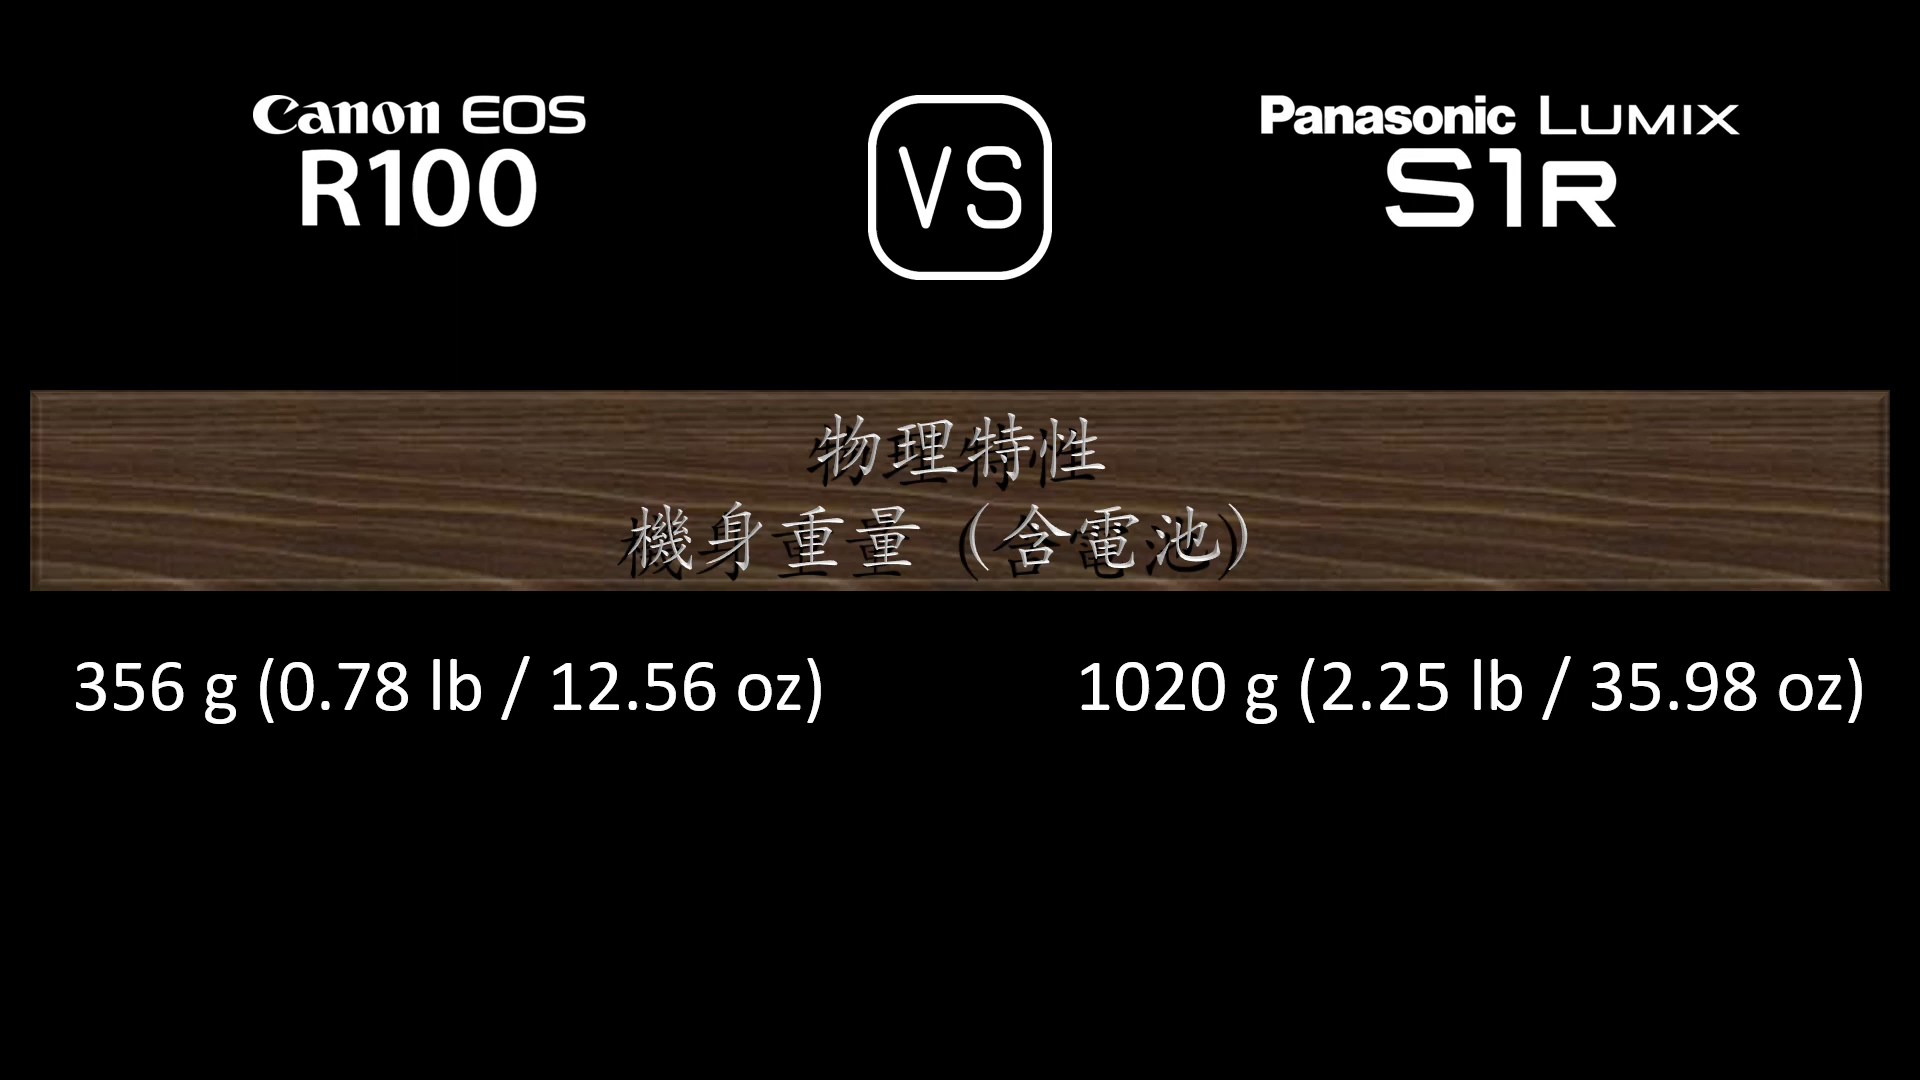 Canon EOS
R100
VS
Panasonic LUMIX
S1R
物理特性
機身重量 (含電池)
356 g (0.78 lb / 12.56 oz)
1020 g (2.25 lb / 35.98 oz)